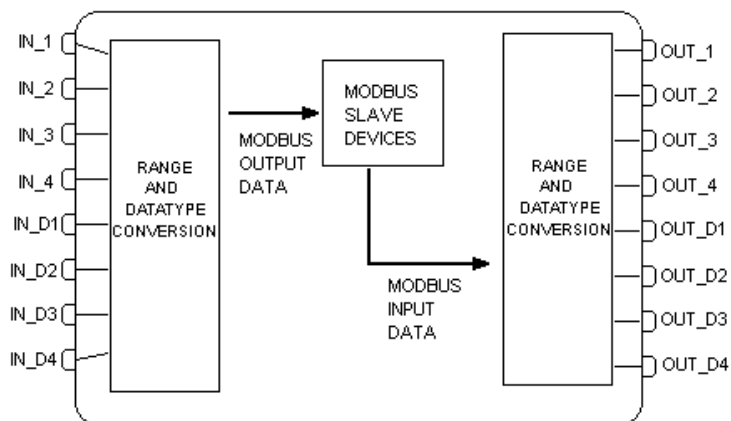 IN_1
IN_2
IN_3
IN_4
IN_D1
IN_D2
IN_D3
IN_D4
RANGE
AND
DATATYPE
CONVERSION
MODBUS
OUTPUT
DATA
MODBUS
SLAVE
DEVICES
MODBUS
INPUT
DATA
RANGE
AND
DATATYPE
CONVERSION
OUT_1
OUT_2
OUT_3
OUT_4
OUT_D1
OUT_D2
OUT_D3
OUT_D4